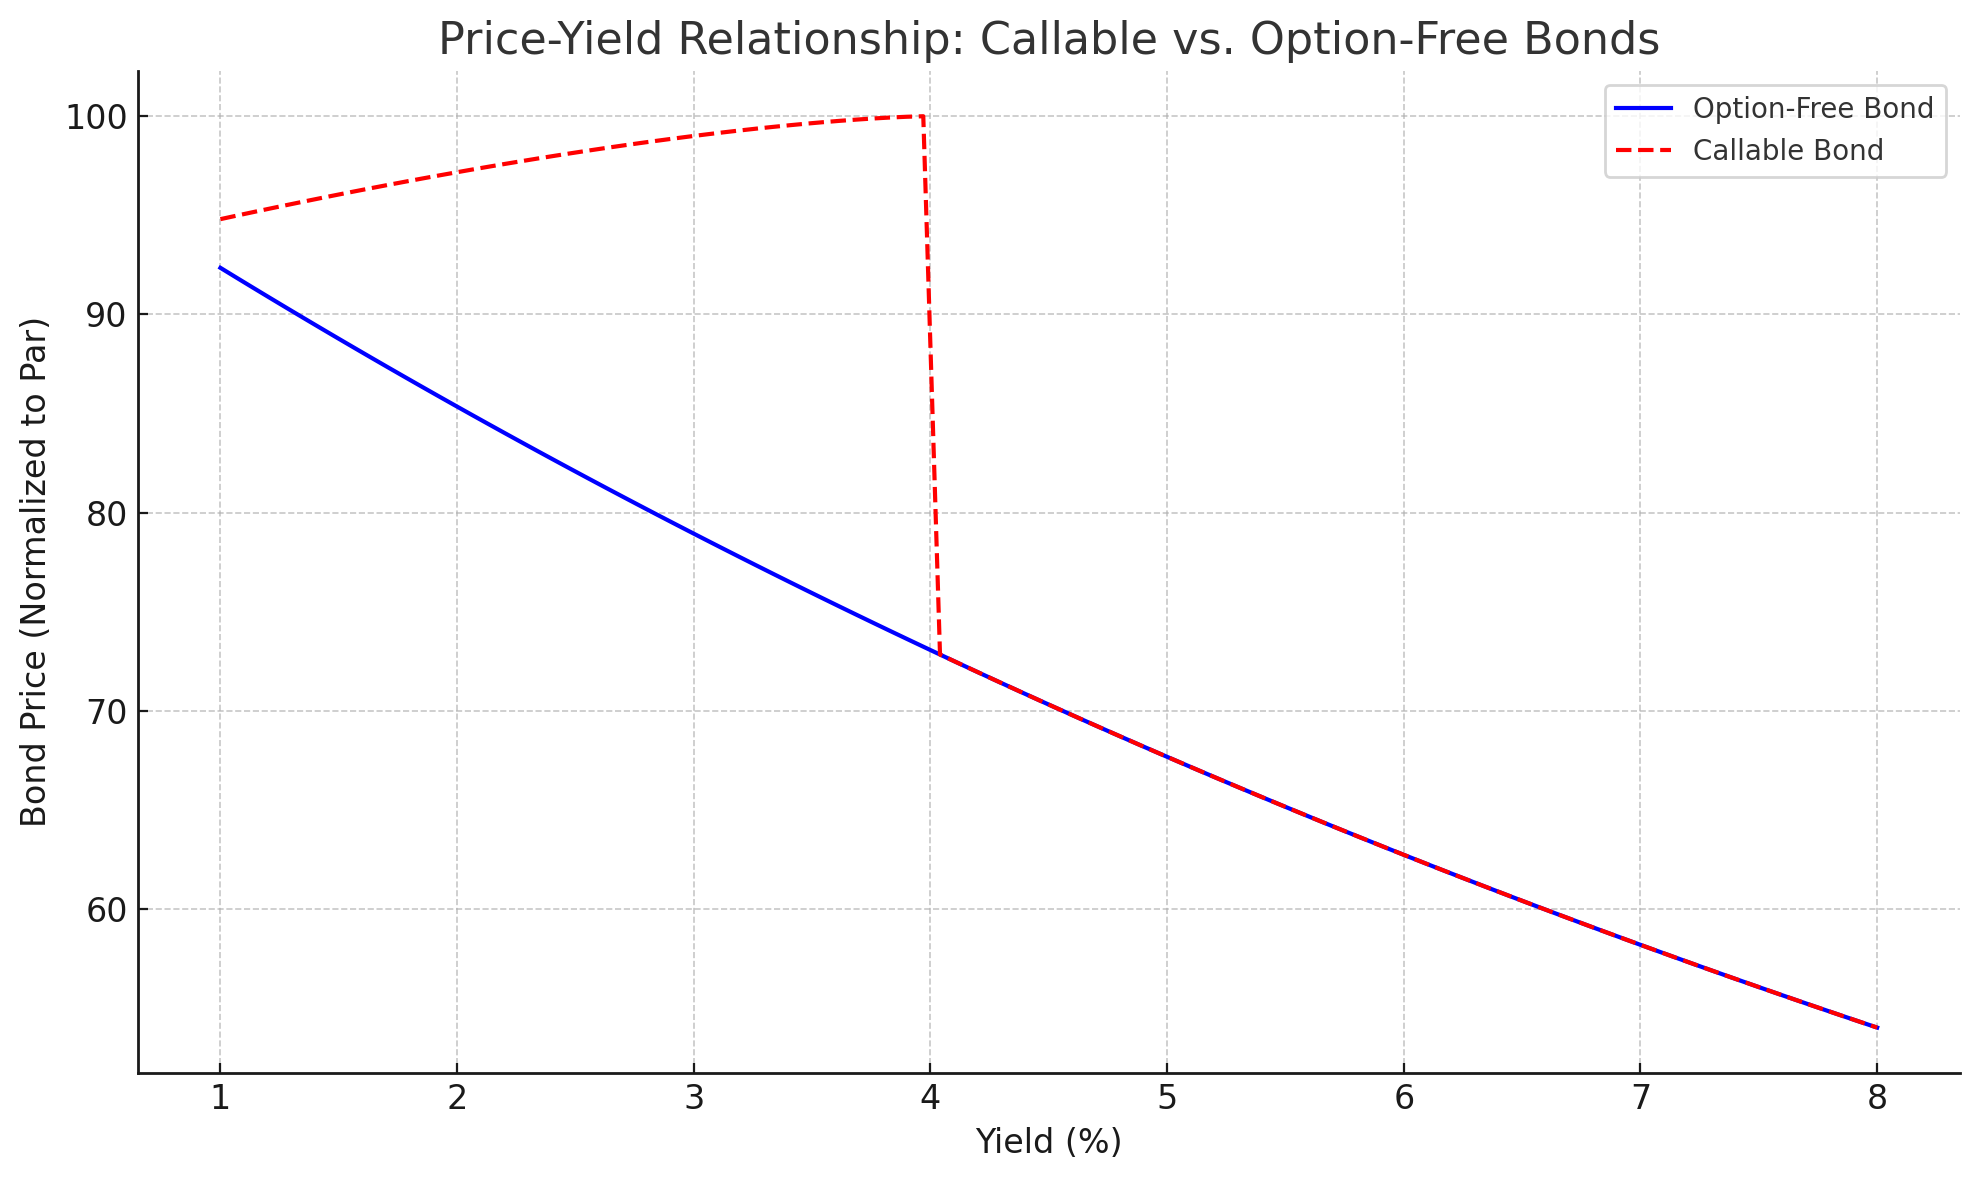 Price-Yield Relationship: Callable vs. Option-Free Bonds
Option-Free Bond
Callable Bond
Bond Price (Normalized to Par)
100
90
80
70
60
1 2 3 4 5 6 7 8
Yield (%)